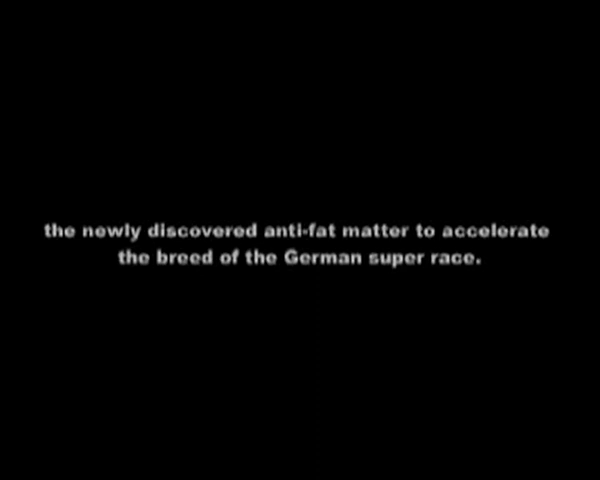 the newly discovered anti-fat matter to accelerate
the breed of the German super race.